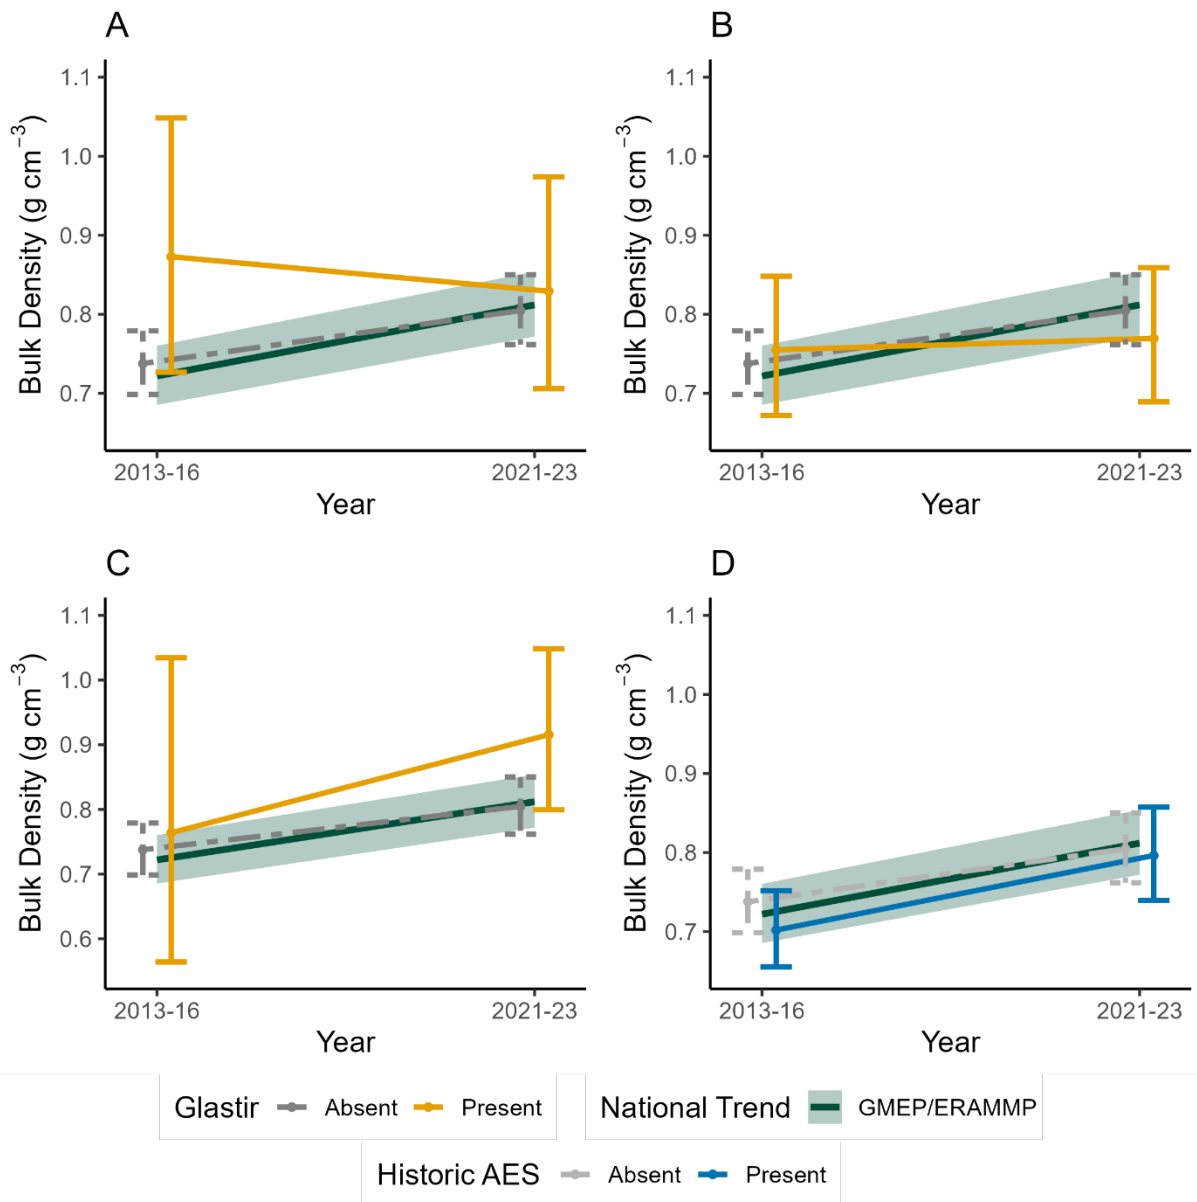 A
B
Bulk Density (g cm⁻³)
1.1
1.0
0.9
0.8
0.7
2013-16
2021-23
Year
Bulk Density (g cm⁻³)
1.1
1.0
0.9
0.8
0.7
2013-16
2021-23
Year
C
D
Bulk Density (g cm⁻³)
1.1
1.0
0.9
0.8
0.7
0.6
2013-16
2021-23
Year
Bulk Density (g cm⁻³)
1.1
1.0
0.9
0.8
0.7
2013-16
2021-23
Year
Glastir Absent Present
National Trend GMEP/ERAMMP
Historic AES Absent Present